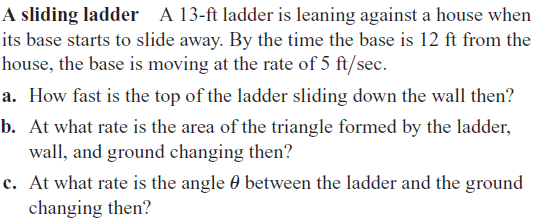 A sliding ladder A 13-ft ladder is leaning against a house when
its base starts to slide away. By the time the base is 12 ft from the
house, the base is moving at the rate of 5 ft/sec.
a. How fast is the top of the ladder sliding down the wall then?
b. At what rate is the area of the triangle formed by the ladder,
wall, and ground changing then?
c. At what rate is the angle θ between the ladder and the ground
changing then?